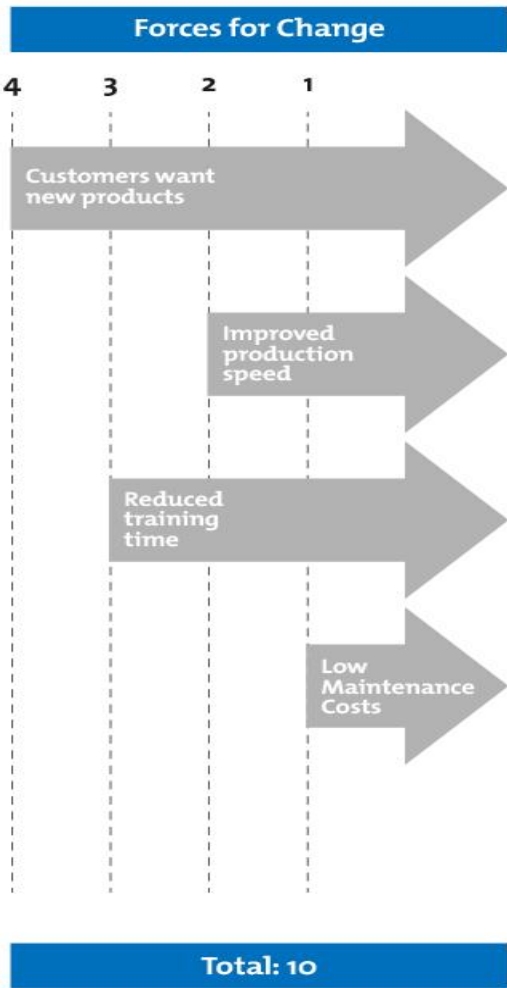 Forces for Change
4 3 2 1
Customers want
new products
Improved
production
speed
Reduced
training
time
Low
Maintenance
Costs
Total: 10